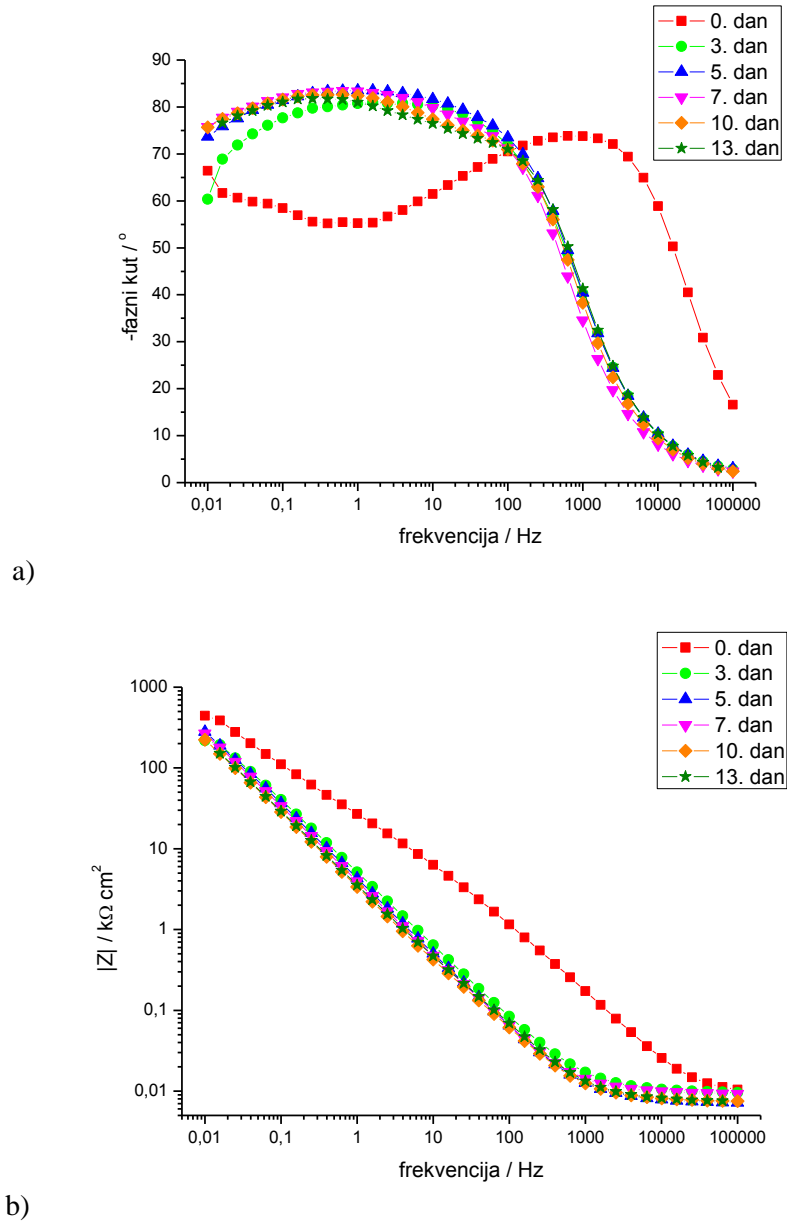 0. dan
3. dan
5. dan
7. dan
10. dan
13. dan
90
80
70
60
50
40
30
20
10
0
-fazni kut / °
0,01 0,1 1 10 100 1000 10000 100000
frekvencija / Hz
a)
0. dan
3. dan
5. dan
7. dan
10. dan
13. dan
1000
100
10
1
0,1
0,01
|Z| / kΩ cm²
0,01 0,1 1 10 100 1000 10000 100000
frekvencija / Hz
b)